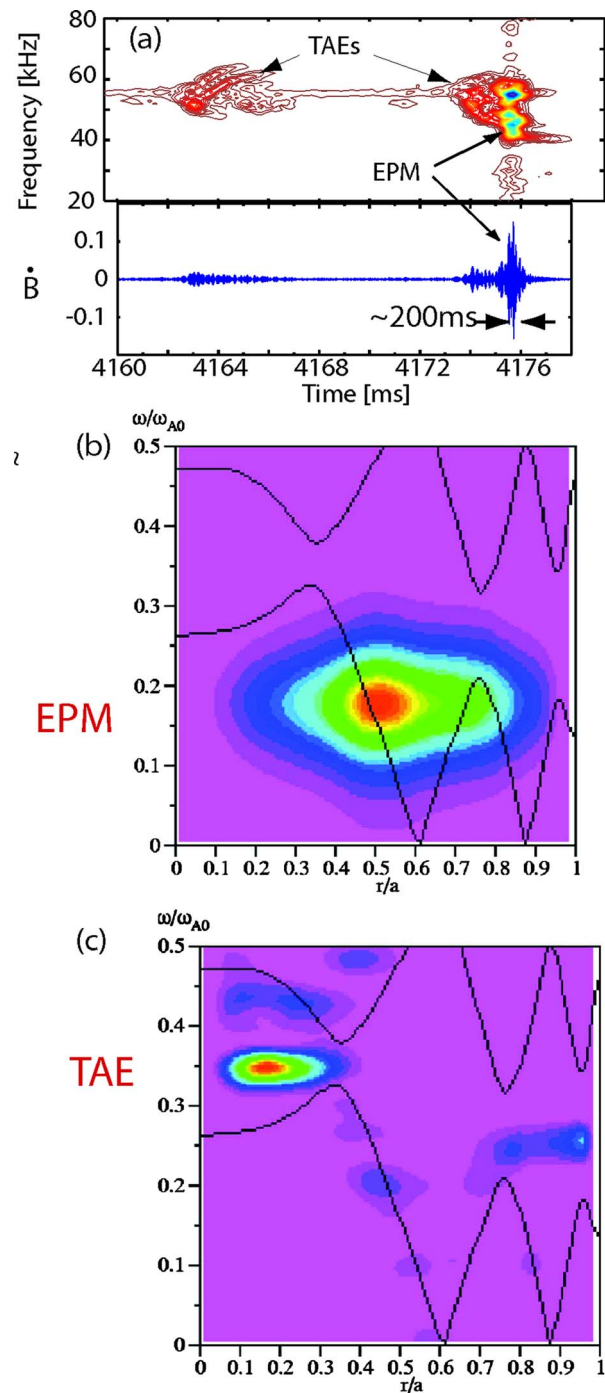 (a)
TAEs
EPM
Frequency [kHz]
80
60
40
20
Ḃ
0.1
0
-0.1
~200ms
4160 4164 4168 4172 4176
Time [ms]
~
(b)
ω/ω_A0
EPM
0.5
0.4
0.3
0.2
0.1
0
0 0.1 0.2 0.3 0.4 0.5 0.6 0.7 0.8 0.9 1
r/a
(c)
ω/ω_A0
TAE
0.5
0.4
0.3
0.2
0.1
0
0 0.1 0.2 0.3 0.4 0.5 0.6 0.7 0.8 0.9 1
r/a